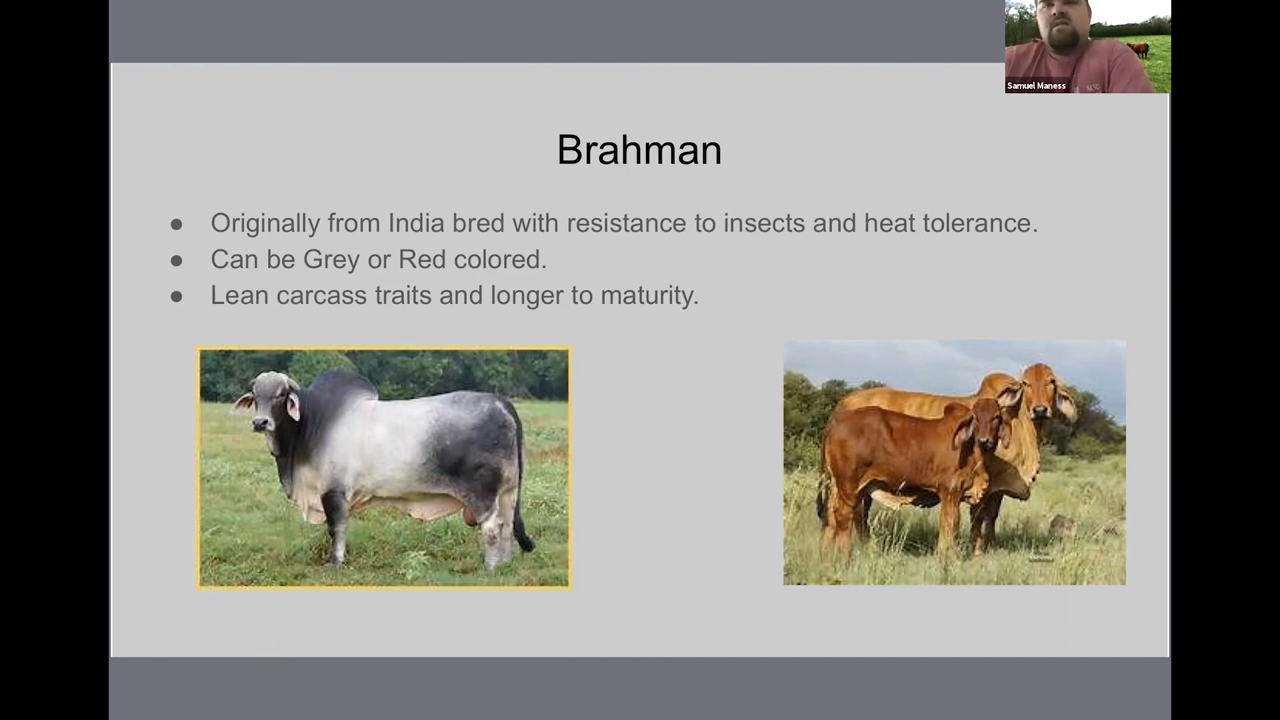 Samuel Maness
Brahman
● Originally from India bred with resistance to insects and heat tolerance.
● Can be Grey or Red colored.
● Lean carcass traits and longer to maturity.